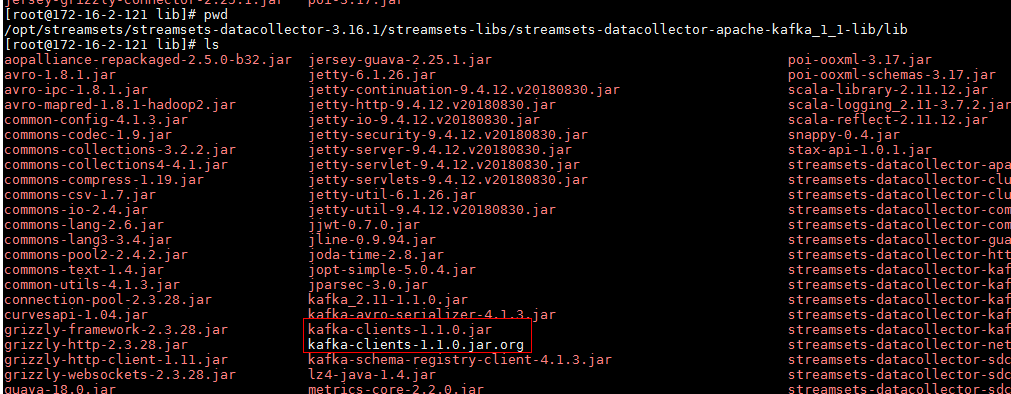 jersey-grizzly-connector-2.25.1.jar poi-3.17.jar
[root@172-16-2-121 lib]# pwd
/opt/streamsets/streamsets-datacollector-3.16.1/streamsets-libs/streamsets-datacollector-apache-kafka_1_1-lib/lib
[root@172-16-2-121 lib]# ls
aopalliance-repackaged-2.5.0-b32.jar jersey-guava-2.25.1.jar poi-ooxml-3.17.jar
avro-1.8.1.jar jetty-6.1.26.jar poi-ooxml-schemas-3.17.jar
avro-ipc-1.8.1.jar jetty-continuation-9.4.12.v20180830.jar scala-library-2.11.12.jar
avro-mapred-1.8.1-hadoop2.jar jetty-http-9.4.12.v20180830.jar scala-logging_2.11-3.7.2.jar
common-config-4.1.3.jar jetty-io-9.4.12.v20180830.jar scala-reflect-2.11.12.jar
commons-codec-1.9.jar jetty-security-9.4.12.v20180830.jar snappy-0.4.jar
commons-collections-3.2.2.jar jetty-server-9.4.12.v20180830.jar stax-api-1.0.1.jar
commons-collections4-4.1.jar jetty-servlet-9.4.12.v20180830.jar streamsets-datacollector-apa
commons-compress-1.19.jar jetty-servlets-9.4.12.v20180830.jar streamsets-datacollector-clu
commons-csv-1.7.jar jetty-util-6.1.26.jar streamsets-datacollector-clu
commons-io-2.4.jar jetty-util-9.4.12.v20180830.jar streamsets-datacollector-com
commons-lang-2.6.jar jjwt-0.7.0.jar streamsets-datacollector-com
commons-lang3-3.4.jar jline-0.9.94.jar streamsets-datacollector-gua
commons-pool2-2.4.2.jar joda-time-2.8.jar streamsets-datacollector-htt
commons-text-1.4.jar jopt-simple-5.0.4.jar streamsets-datacollector-kaf
common-utils-4.1.3.jar jparsec-3.0.jar streamsets-datacollector-kaf
connection-pool-2.3.28.jar kafka_2.11-1.1.0.jar streamsets-datacollector-kaf
curvesapi-1.04.jar kafka-avro-serializer-4.1.3.jar streamsets-datacollector-kaf
grizzly-framework-2.3.28.jar kafka-clients-1.1.0.jar streamsets-datacollector-kaf
grizzly-http-2.3.28.jar kafka-clients-1.1.0.jar.org streamsets-datacollector-net
grizzly-http-client-1.11.jar kafka-schema-registry-client-4.1.3.jar streamsets-datacollector-sdc
grizzly-websockets-2.3.28.jar lz4-java-1.4.jar streamsets-datacollector-sdc
guava-18.0.jar metrics-core-2.2.0.jar streamsets-datacollector-sdc